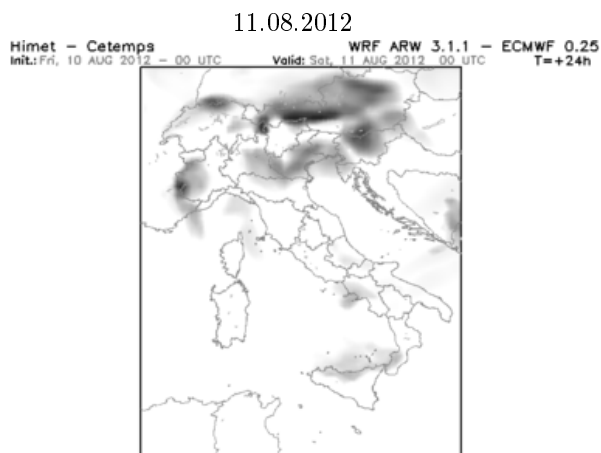 11.08.2012
Himet - Cetemps WRF ARW 3.1.1 - ECMWF 0.25
Init.: Fri, 10 AUG 2012 - 00 UTC Valid: Sat, 11 AUG 2012 00 UTC T=+24h